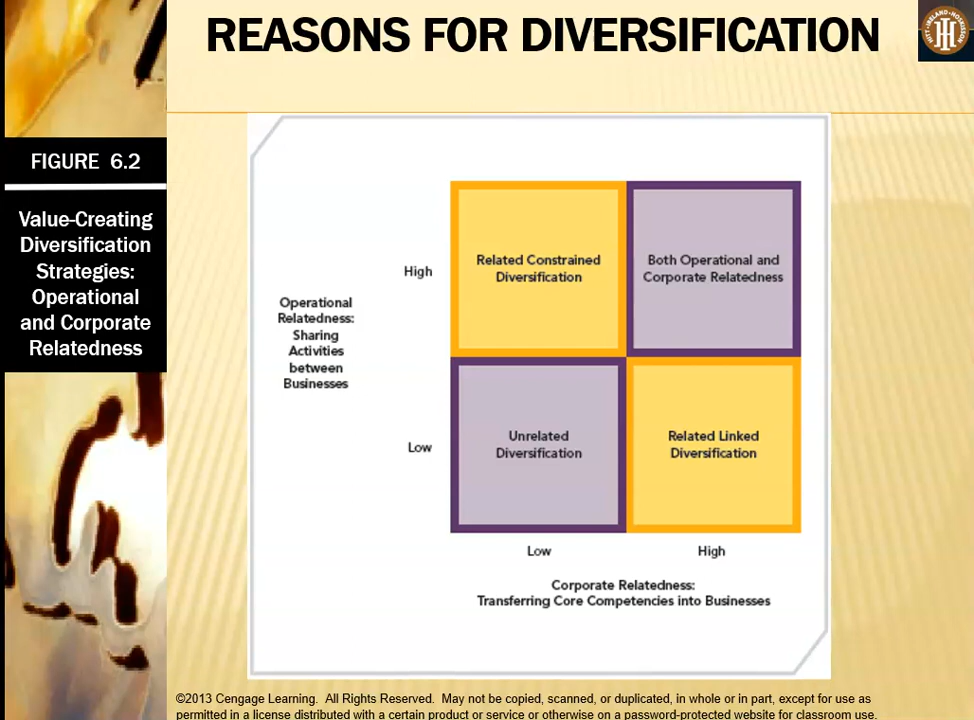 REASONS FOR DIVERSIFICATION
HITT IRELAND HOSKISSON
FIGURE 6.2
Value-Creating
Diversification
Strategies:
Operational
and Corporate
Relatedness
High
Operational
Relatedness:
Sharing
Activities
between
Businesses
Low
Related Constrained
Diversification
Both Operational and
Corporate Relatedness
Unrelated
Diversification
Related Linked
Diversification
Low
High
Corporate Relatedness:
Transferring Core Competencies into Businesses
©2013 Cengage Learning. All Rights Reserved. May not be copied, scanned, or duplicated, in whole or in part, except for use as
permitted in a license distributed with a certain product or service or otherwise on a password-protected website for classroom use.